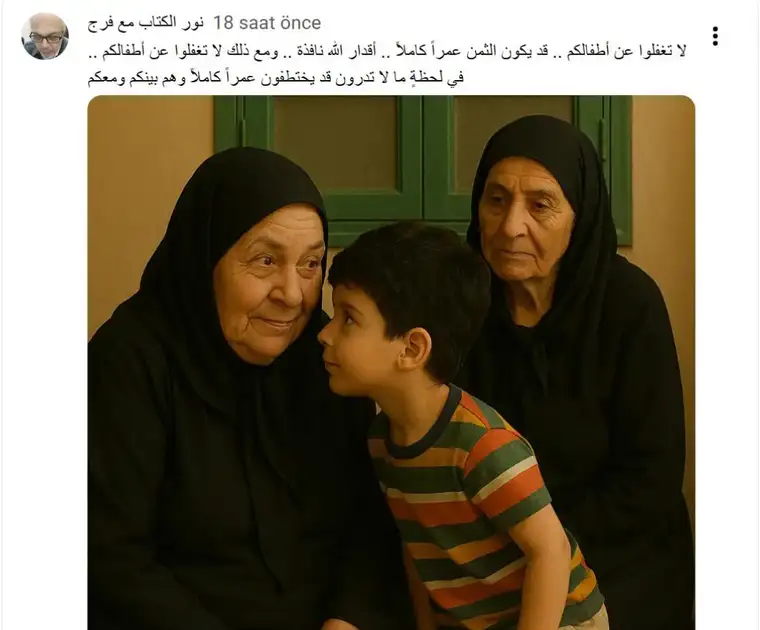 نور الكتاب مع فرج 18 saat önce
لا تغفلوا عن أطفالكم .. قد يكون الثمن عمراً كاملاً .. أقدار الله نافذة .. ومع ذلك لا تغفلوا عن أطفالكم ..
في لحظةٍ ما لا تدرون قد يختطفون عمراً كاملاً وهم بينكم ومعكم